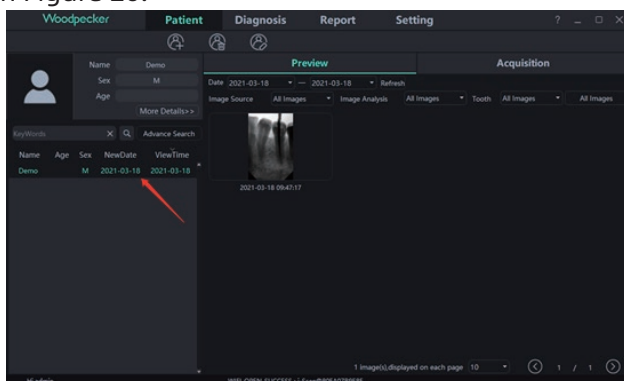 Woodpecker Patient Diagnosis Report Setting ? _ □ X
Name Demo
Sex M
Age
More Details>>
Preview Acquisition
Date 2021-03-18 — 2021-03-18 Refresh
Image Source All Images Image Analysis All Images Tooth All Images All Images
KeyWords X Advance Search
Name Age Sex NewDate ViewTime
Demo M 2021-03-18 2021-03-18
2021-03-18 09:47:17
1 image(s),displayed on each page 10 1 / 1